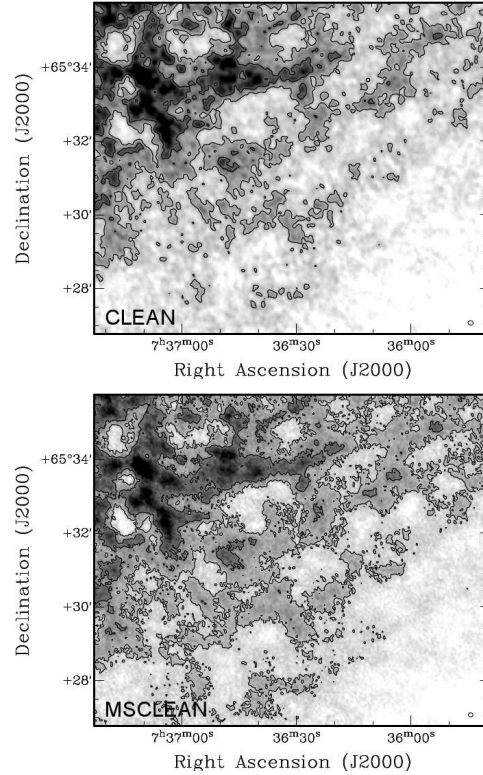 Declination (J2000)
+65°34'
+32'
+30'
+28'
CLEAN
7ʰ37ᵐ00ˢ
36ᵐ30ˢ
36ᵐ00ˢ
Right Ascension (J2000)
Declination (J2000)
+65°34'
+32'
+30'
+28'
MSCLEAN
7ʰ37ᵐ00ˢ
36ᵐ30ˢ
36ᵐ00ˢ
Right Ascension (J2000)